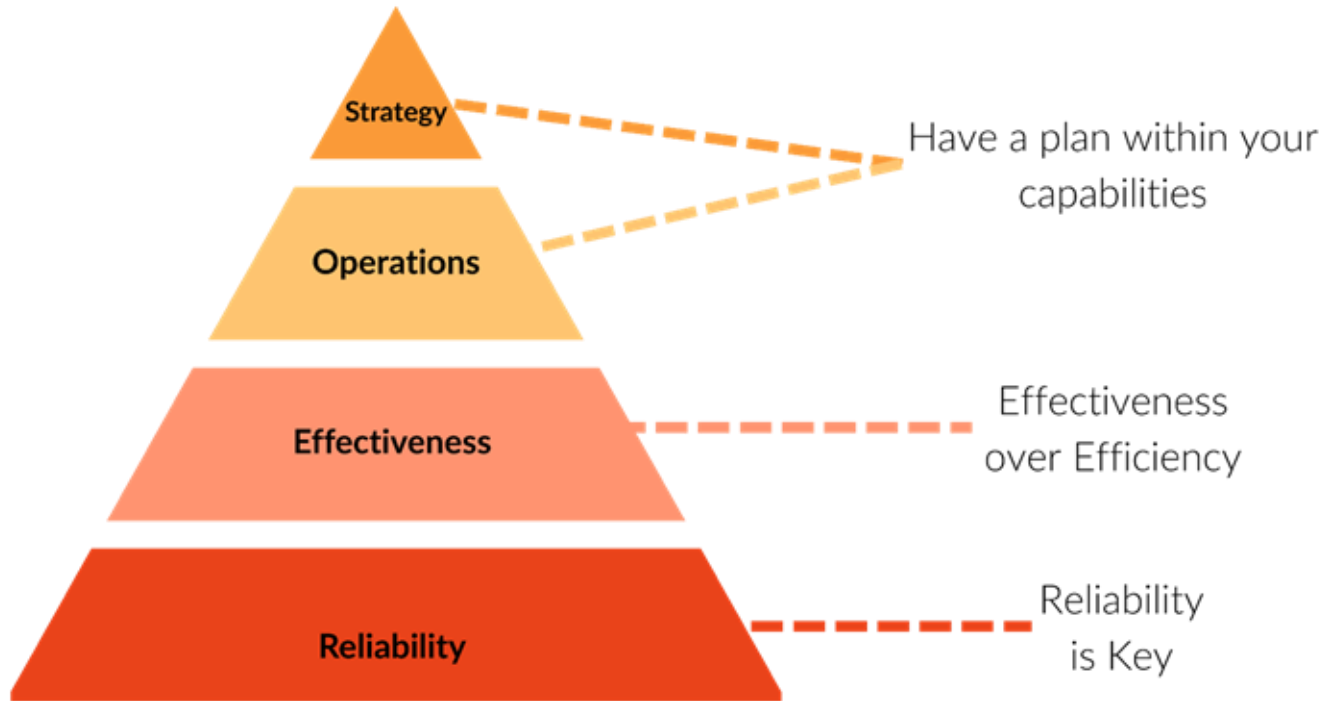 Strategy
Have a plan within your
capabilities
Operations
Effectiveness
Effectiveness
over Efficiency
Reliability
Reliability
is Key